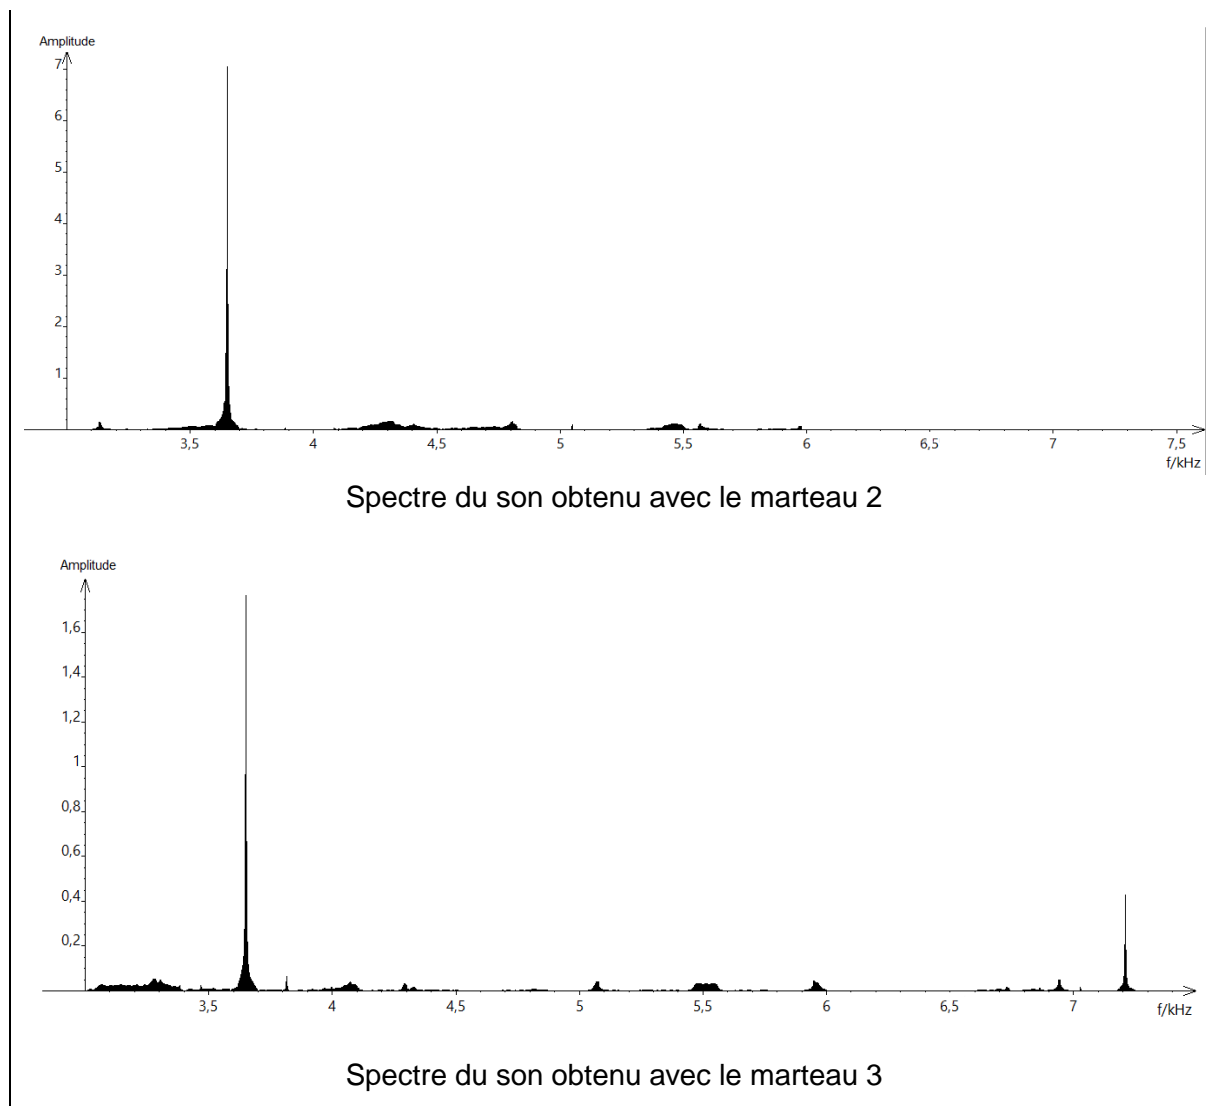 Amplitude
7
6
5
4
3
2
1
3,5 4 4,5 5 5,5 6 6,5 7 7,5
f/kHz
Spectre du son obtenu avec le marteau 2
Amplitude
1,6
1,4
1,2
1
0,8
0,6
0,4
0,2
3,5 4 4,5 5 5,5 6 6,5 7 f/kHz
Spectre du son obtenu avec le marteau 3